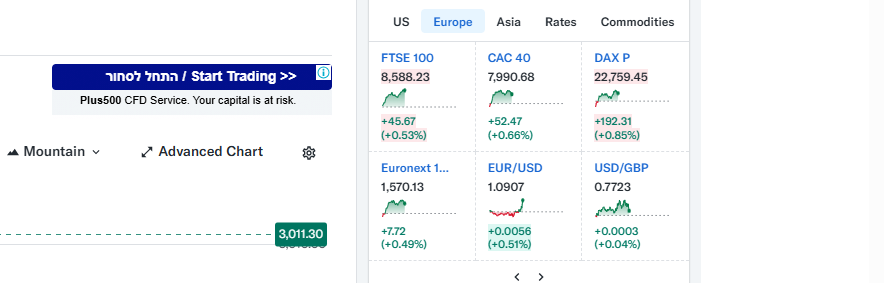 US Europe Asia Rates Commodities
התחל לסחור / Start Trading >>
Plus500 CFD Service. Your capital is at risk.
Mountain
Advanced Chart
3,011.30
FTSE 100
8,588.23
+45.67
(+0.53%)
CAC 40
7,990.68
+52.47
(+0.66%)
DAX P
22,759.45
+192.31
(+0.85%)
Euronext 1...
1,570.13
+7.72
(+0.49%)
EUR/USD
1.0907
+0.0056
(+0.51%)
USD/GBP
0.7723
+0.0003
(+0.04%)